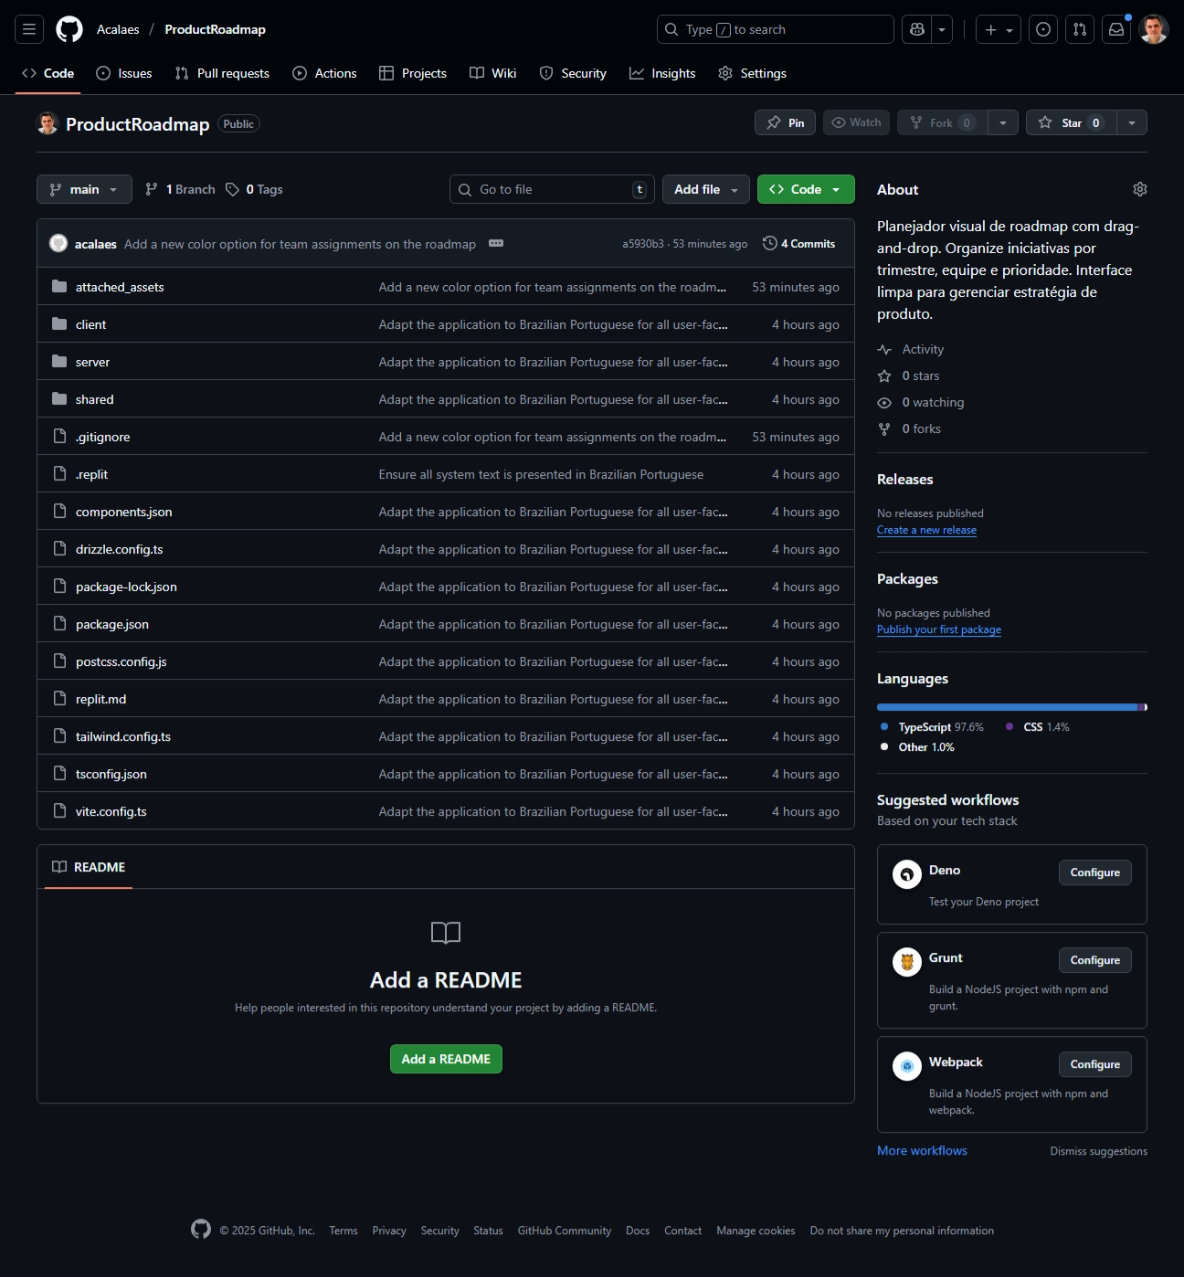 Acalaes / ProductRoadmap
Type / to search
Code
Issues
Pull requests
Actions
Projects
Wiki
Security
Insights
Settings
ProductRoadmap Public
Pin
Watch
Fork 0
Star 0
main
1 Branch
0 Tags
Go to file
t
Add file
Code
acalaes Add a new color option for team assignments on the roadmap
a5930b3 · 53 minutes ago
4 Commits
attached_assets Add a new color option for team assignments on the roadm... 53 minutes ago
client Adapt the application to Brazilian Portuguese for all user-fac... 4 hours ago
server Adapt the application to Brazilian Portuguese for all user-fac... 4 hours ago
shared Adapt the application to Brazilian Portuguese for all user-fac... 4 hours ago
.gitignore Add a new color option for team assignments on the roadm... 53 minutes ago
.replit Ensure all system text is presented in Brazilian Portuguese 4 hours ago
components.json Adapt the application to Brazilian Portuguese for all user-fac... 4 hours ago
drizzle.config.ts Adapt the application to Brazilian Portuguese for all user-fac... 4 hours ago
package-lock.json Adapt the application to Brazilian Portuguese for all user-fac... 4 hours ago
package.json Adapt the application to Brazilian Portuguese for all user-fac... 4 hours ago
postcss.config.js Adapt the application to Brazilian Portuguese for all user-fac... 4 hours ago
replit.md Adapt the application to Brazilian Portuguese for all user-fac... 4 hours ago
tailwind.config.ts Adapt the application to Brazilian Portuguese for all user-fac... 4 hours ago
tsconfig.json Adapt the application to Brazilian Portuguese for all user-fac... 4 hours ago
vite.config.ts Adapt the application to Brazilian Portuguese for all user-fac... 4 hours ago
README
Add a README
Help people interested in this repository understand your project by adding a README.
Add a README
About
Planejador visual de roadmap com drag-
and-drop. Organize iniciativas por
trimestre, equipe e prioridade. Interface
limpa para gerenciar estratégia de
produto.
Activity
0 stars
0 watching
0 forks
Releases
No releases published
Create a new release
Packages
No packages published
Publish your first package
Languages
TypeScript 97.6% CSS 1.4%
Other 1.0%
Suggested workflows
Based on your tech stack
Deno
Configure
Test your Deno project
Grunt
Configure
Build a NodeJS project with npm and
grunt.
Webpack
Configure
Build a NodeJS project with npm and
webpack.
More workflows
Dismiss suggestions
© 2025 GitHub, Inc. Terms Privacy Security Status GitHub Community Docs Contact Manage cookies Do not share my personal information